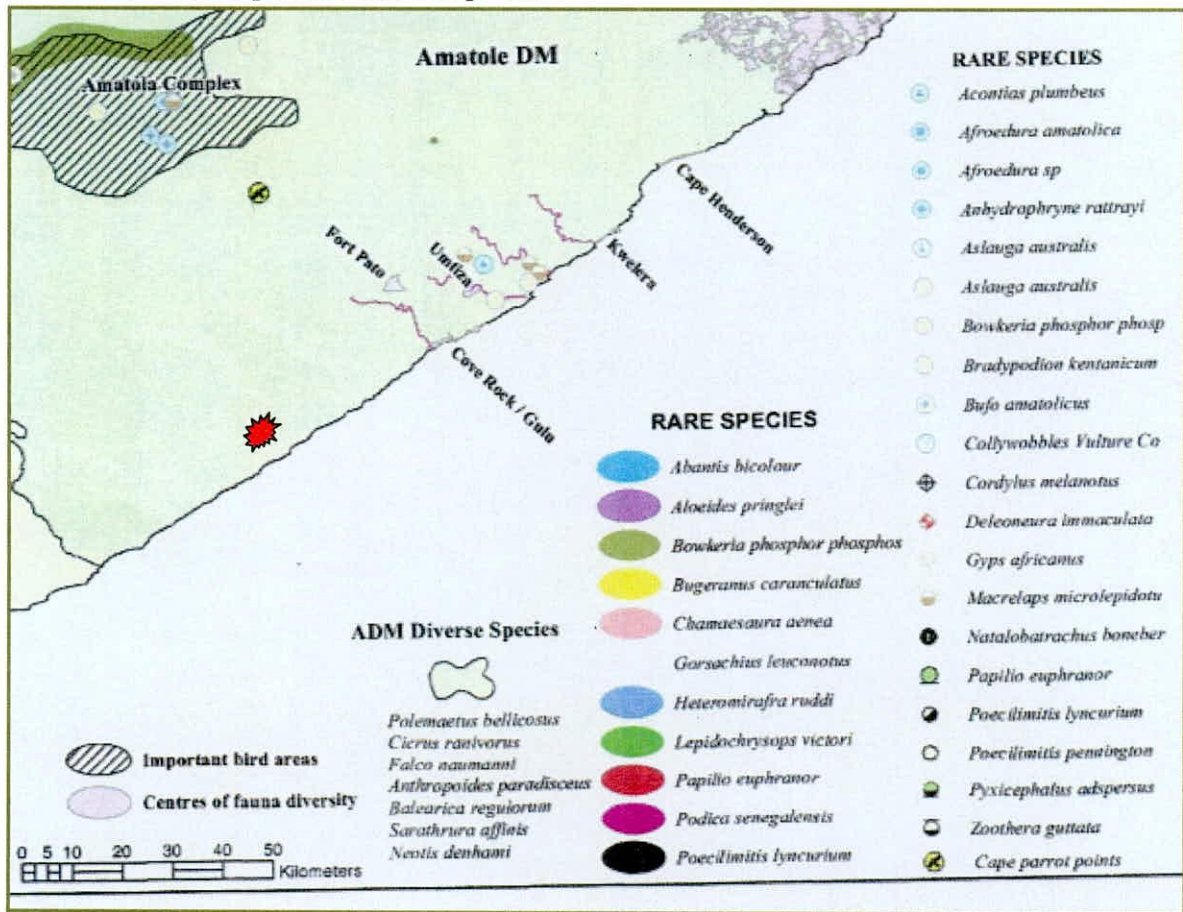 Amatole DM
Amatola Complex
Fort Pato
Umtiza
Cove Rock / Gulu
Kwelera
Cape Henderson
RARE SPECIES
Acontias plumbeus
Afroedura amatolica
Afroedura sp
Anhydrophryne rattrayi
Aslauga australis
Aslauga australis
Bowkeria phosphor phosp
Bradypodion kentanicum
Bufo amatolicus
Collywobbles Vulture Co
Cordylus melanotus
Deleoneura immaculata
Gyps africanus
Macrelaps microlepidotu
Natalobatrachus boneber
Papilio euphranor
Poecilimitis lyncurium
Poecilimitis pennington
Pyxicephalus adspersus
Zoothera guttata
Cape parrot points
RARE SPECIES
Abantis bicolour
Aloeides pringlei
Bowkeria phosphor phosphos
Bugeranus caranculatus
Chamaesaura aenea
Gorsachius leuconotus
Heteromirafra ruddi
Lepidochrysops victori
Papilio euphranor
Podica senegalensis
Poecilimitis lyncurium
ADM Diverse Species
Polemaetus bellicosus
Cicrus ranivorus
Falco naumanni
Anthropoides paradisceus
Balearica regulorum
Sarathrura affinis
Neotis denhami
Important bird areas
Centres of fauna diversity
0 5 10 20 30 40 50
Kilometers